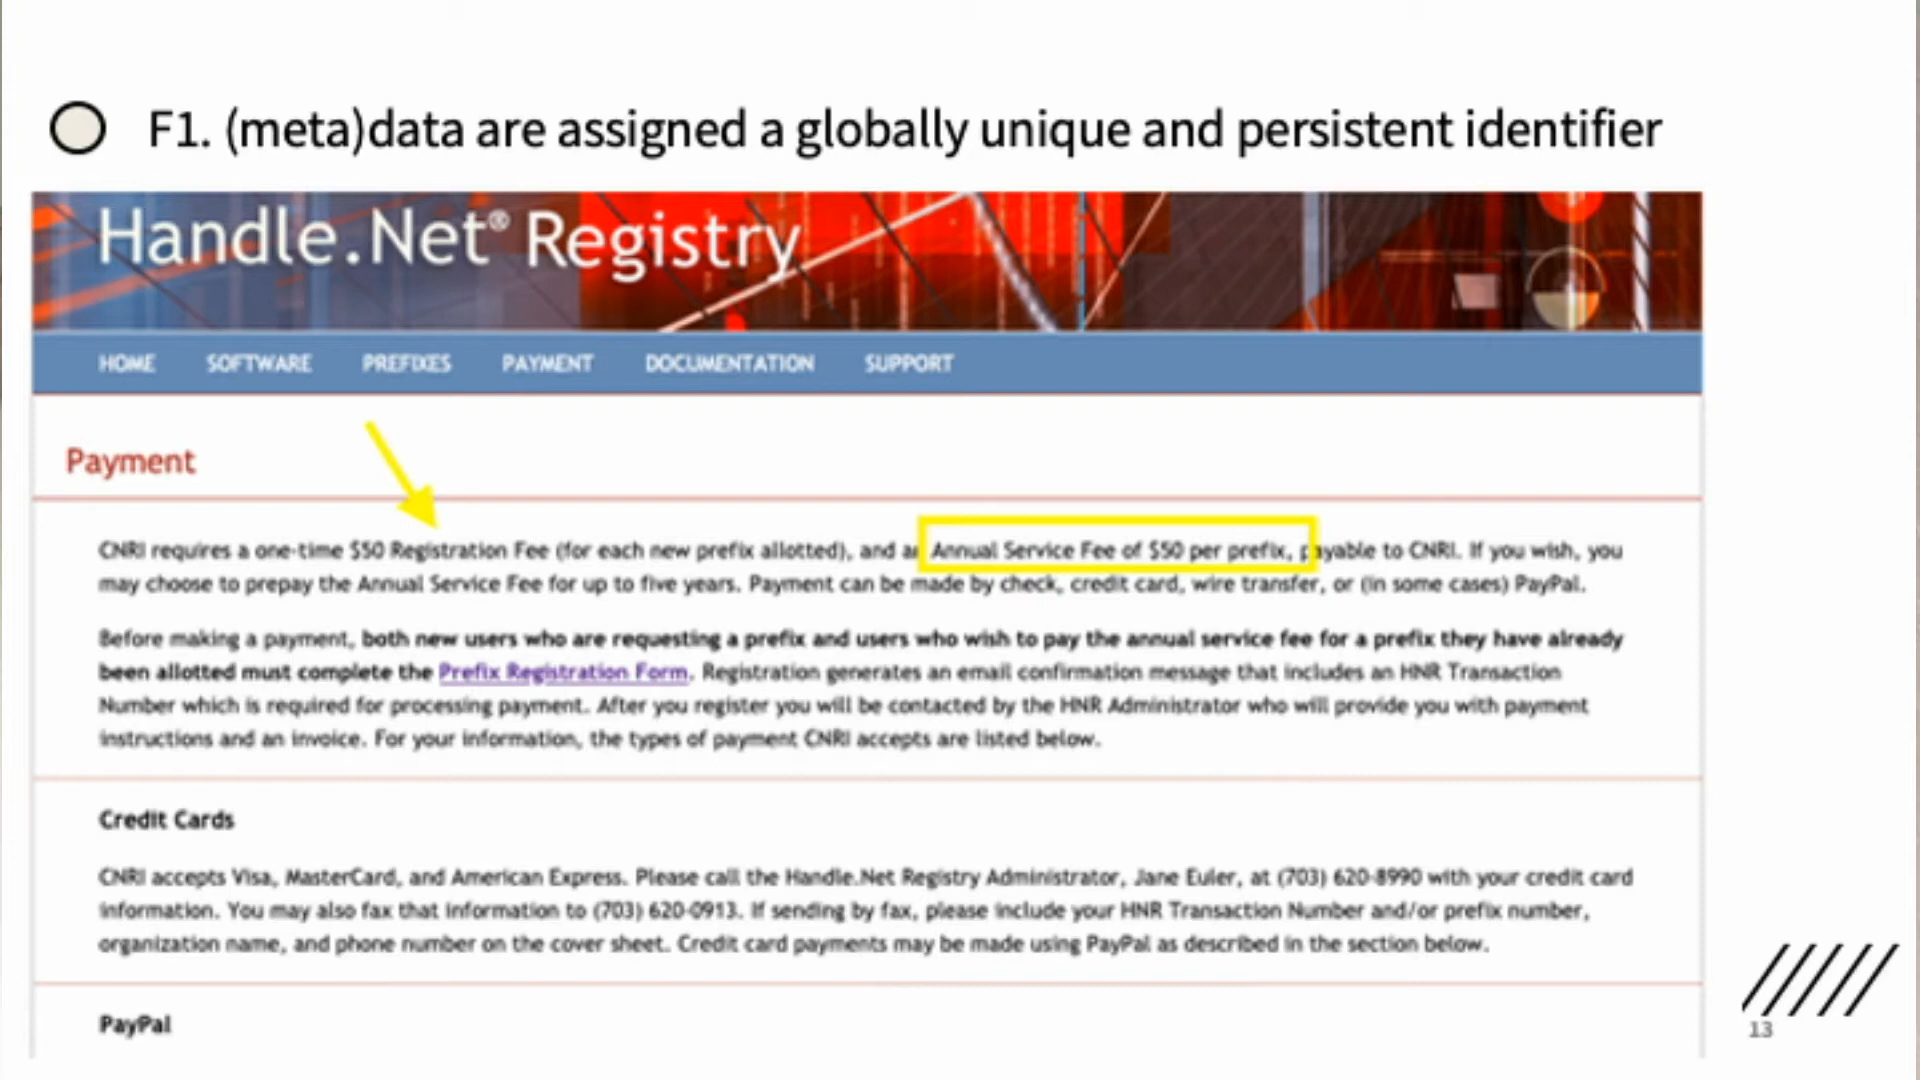 F1. (meta)data are assigned a globally unique and persistent identifier
Handle.Net® Registry
HOME SOFTWARE PREFIXES PAYMENT DOCUMENTATION SUPPORT
Payment
CNRI requires a one-time $50 Registration Fee (for each new prefix allotted), and an Annual Service Fee of $50 per prefix, payable to CNRI. If you wish, you
may choose to prepay the Annual Service Fee for up to five years. Payment can be made by check, credit card, wire transfer, or (in some cases) PayPal.
Before making a payment, both new users who are requesting a prefix and users who wish to pay the annual service fee for a prefix they have already
been allotted must complete the Prefix Registration Form. Registration generates an email confirmation message that includes an HNR Transaction
Number which is required for processing payment. After you register you will be contacted by the HNR Administrator who will provide you with payment
instructions and an invoice. For your information, the types of payment CNRI accepts are listed below.
Credit Cards
CNRI accepts Visa, MasterCard, and American Express. Please call the Handle.Net Registry Administrator, Jane Euler, at (703) 620-8990 with your credit card
information. You may also fax that information to (703) 620-0913. If sending by fax, please include your HNR Transaction Number and/or prefix number,
organization name, and phone number on the cover sheet. Credit card payments may be made using PayPal as described in the section below.
PayPal
13